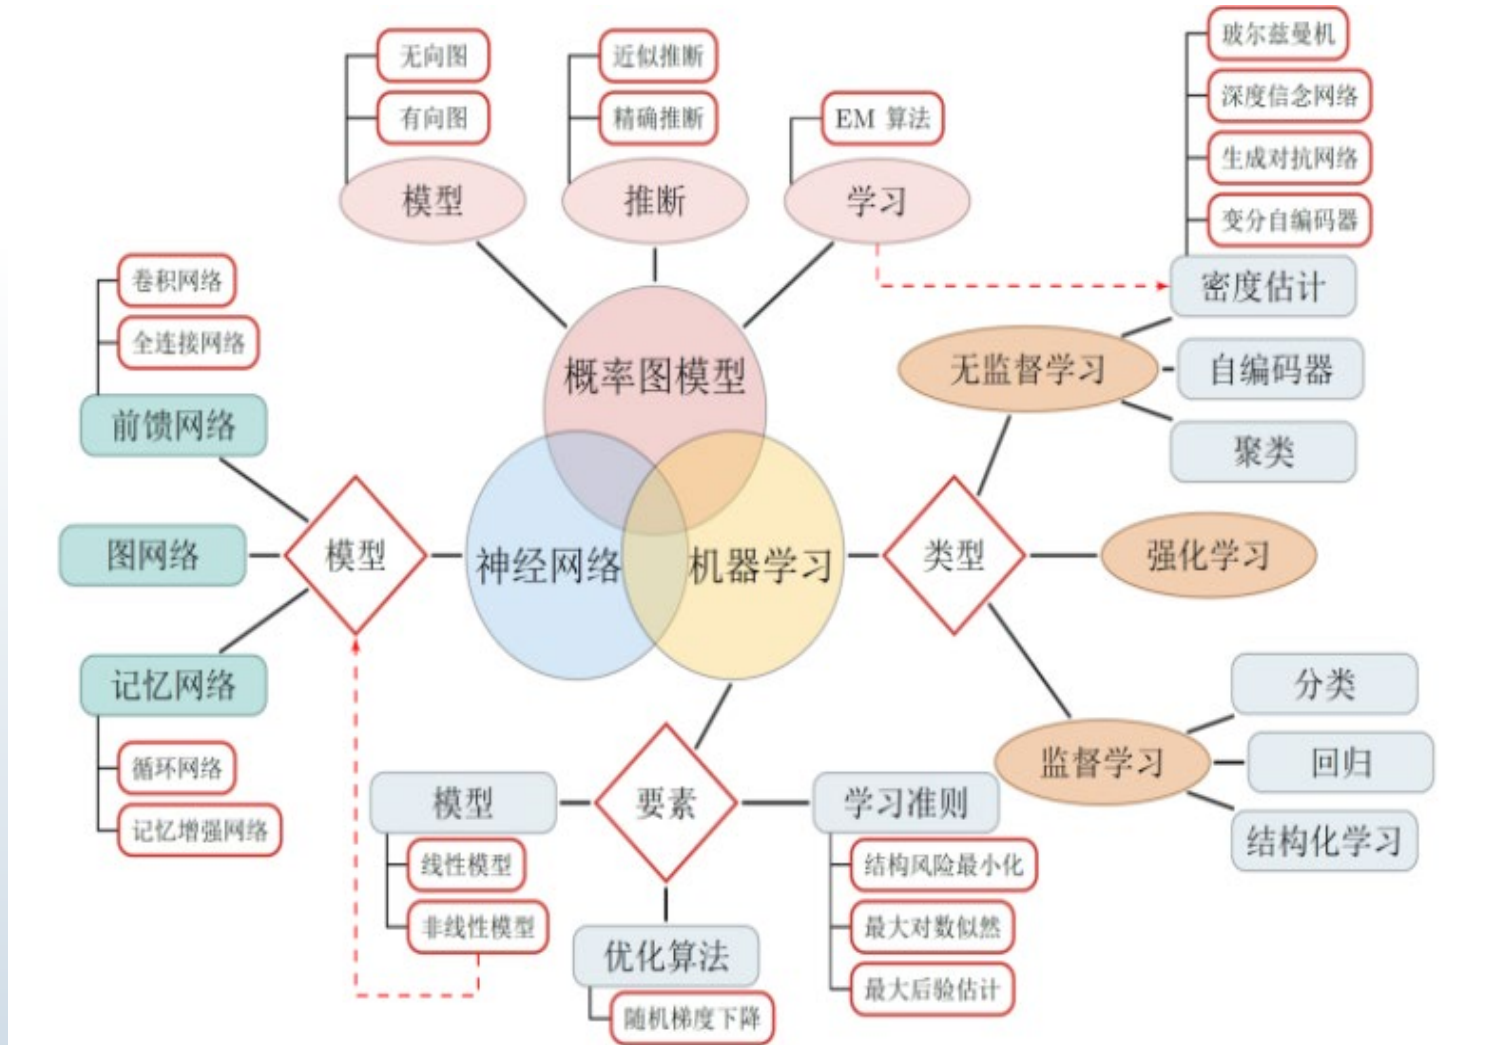 无向图
有向图
模型
近似推断
精确推断
推断
EM 算法
学习
玻尔兹曼机
深度信念网络
生成对抗网络
变分自编码器
密度估计
自编码器
聚类
无监督学习
概率图模型
卷积网络
全连接网络
前馈网络
图网络
记忆网络
循环网络
记忆增强网络
模型
神经网络
机器学习
类型
强化学习
监督学习
分类
回归
结构化学习
要素
模型
线性模型
非线性模型
优化算法
随机梯度下降
学习准则
结构风险最小化
最大对数似然
最大后验估计